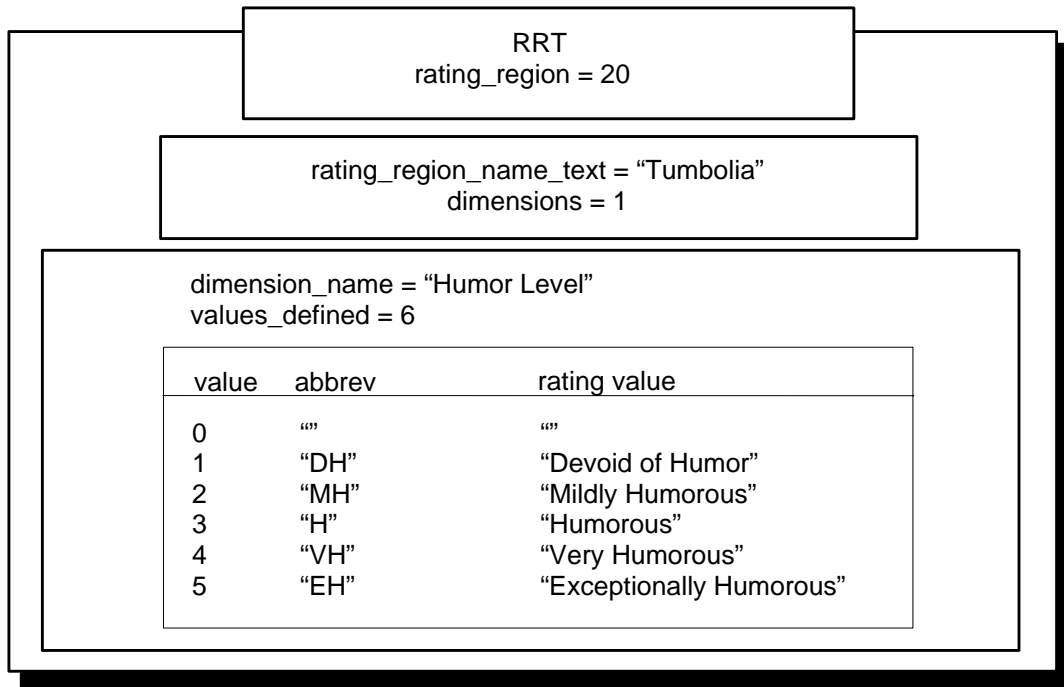 RRT
rating_region = 20
rating_region_name_text = “Tumbolia”
dimensions = 1
dimension_name = “Humor Level”
values_defined = 6
value abbrev rating value
0 “” “”
1 “DH” “Devoid of Humor”
2 “MH” “Mildly Humorous”
3 “H” “Humorous”
4 “VH” “Very Humorous”
5 “EH” “Exceptionally Humorous”